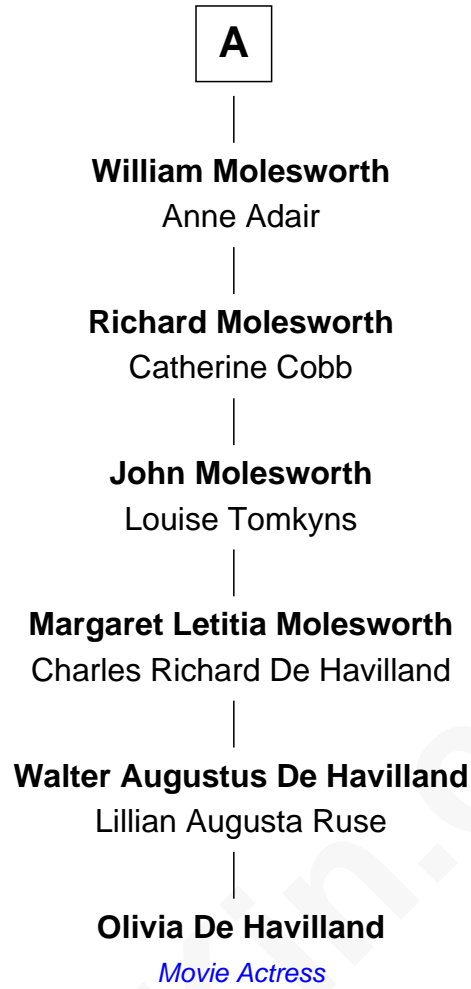 A
William Molesworth
Anne Adair
Richard Molesworth
Catherine Cobb
John Molesworth
Louise Tomkyns
Margaret Letitia Molesworth
Charles Richard De Havilland
Walter Augustus De Havilland
Lillian Augusta Ruse
Olivia De Havilland
Movie Actress